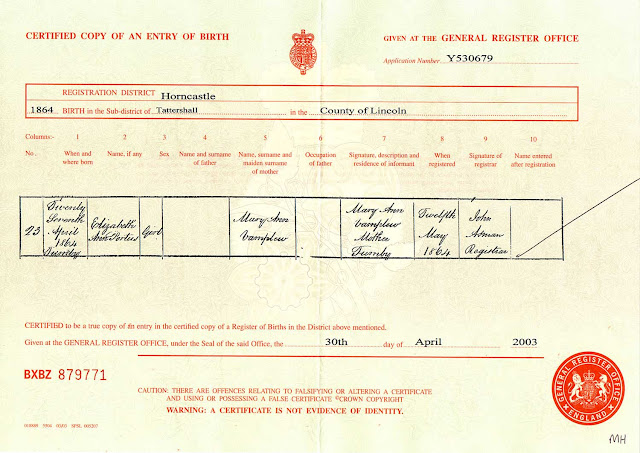 CERTIFIED COPY OF AN ENTRY OF BIRTH
GIVEN AT THE GENERAL REGISTER OFFICE
Application Number Y530679
REGISTRATION DISTRICT Horncastle
1864 BIRTH in the Sub-district of Tattershall in the County of Lincoln
Columns:- 1 2 3 4 5 6 7 8 9 10
No. When and where born Name, if any Sex Name and surname of father Name, surname and maiden surname of mother Occupation of father Signature, description and residence of informant When registered Signature of registrar Name entered after registration
23
Twenty
Seventh
April
1864
Tumby
Elizabeth
Ann
Girl
Mary Ann
Vamplew
Mary Ann
Vamplew
Mother
Tumby
Twelfth
May
1864
John
Registrar
CERTIFIED to be a true copy of an entry in the certified copy of a Register of Births in the District above mentioned.
Given at the GENERAL REGISTER OFFICE, under the Seal of the said Office, the 30th day of April 2003
BXBZ 879771
CAUTION: THERE ARE OFFENCES RELATING TO FALSIFYING OR ALTERING A CERTIFICATE
AND USING OR POSSESSING A FALSE CERTIFICATE ©CROWN COPYRIGHT
WARNING: A CERTIFICATE IS NOT EVIDENCE OF IDENTITY.
GENERAL REGISTER OFFICE
ENGLAND
MH